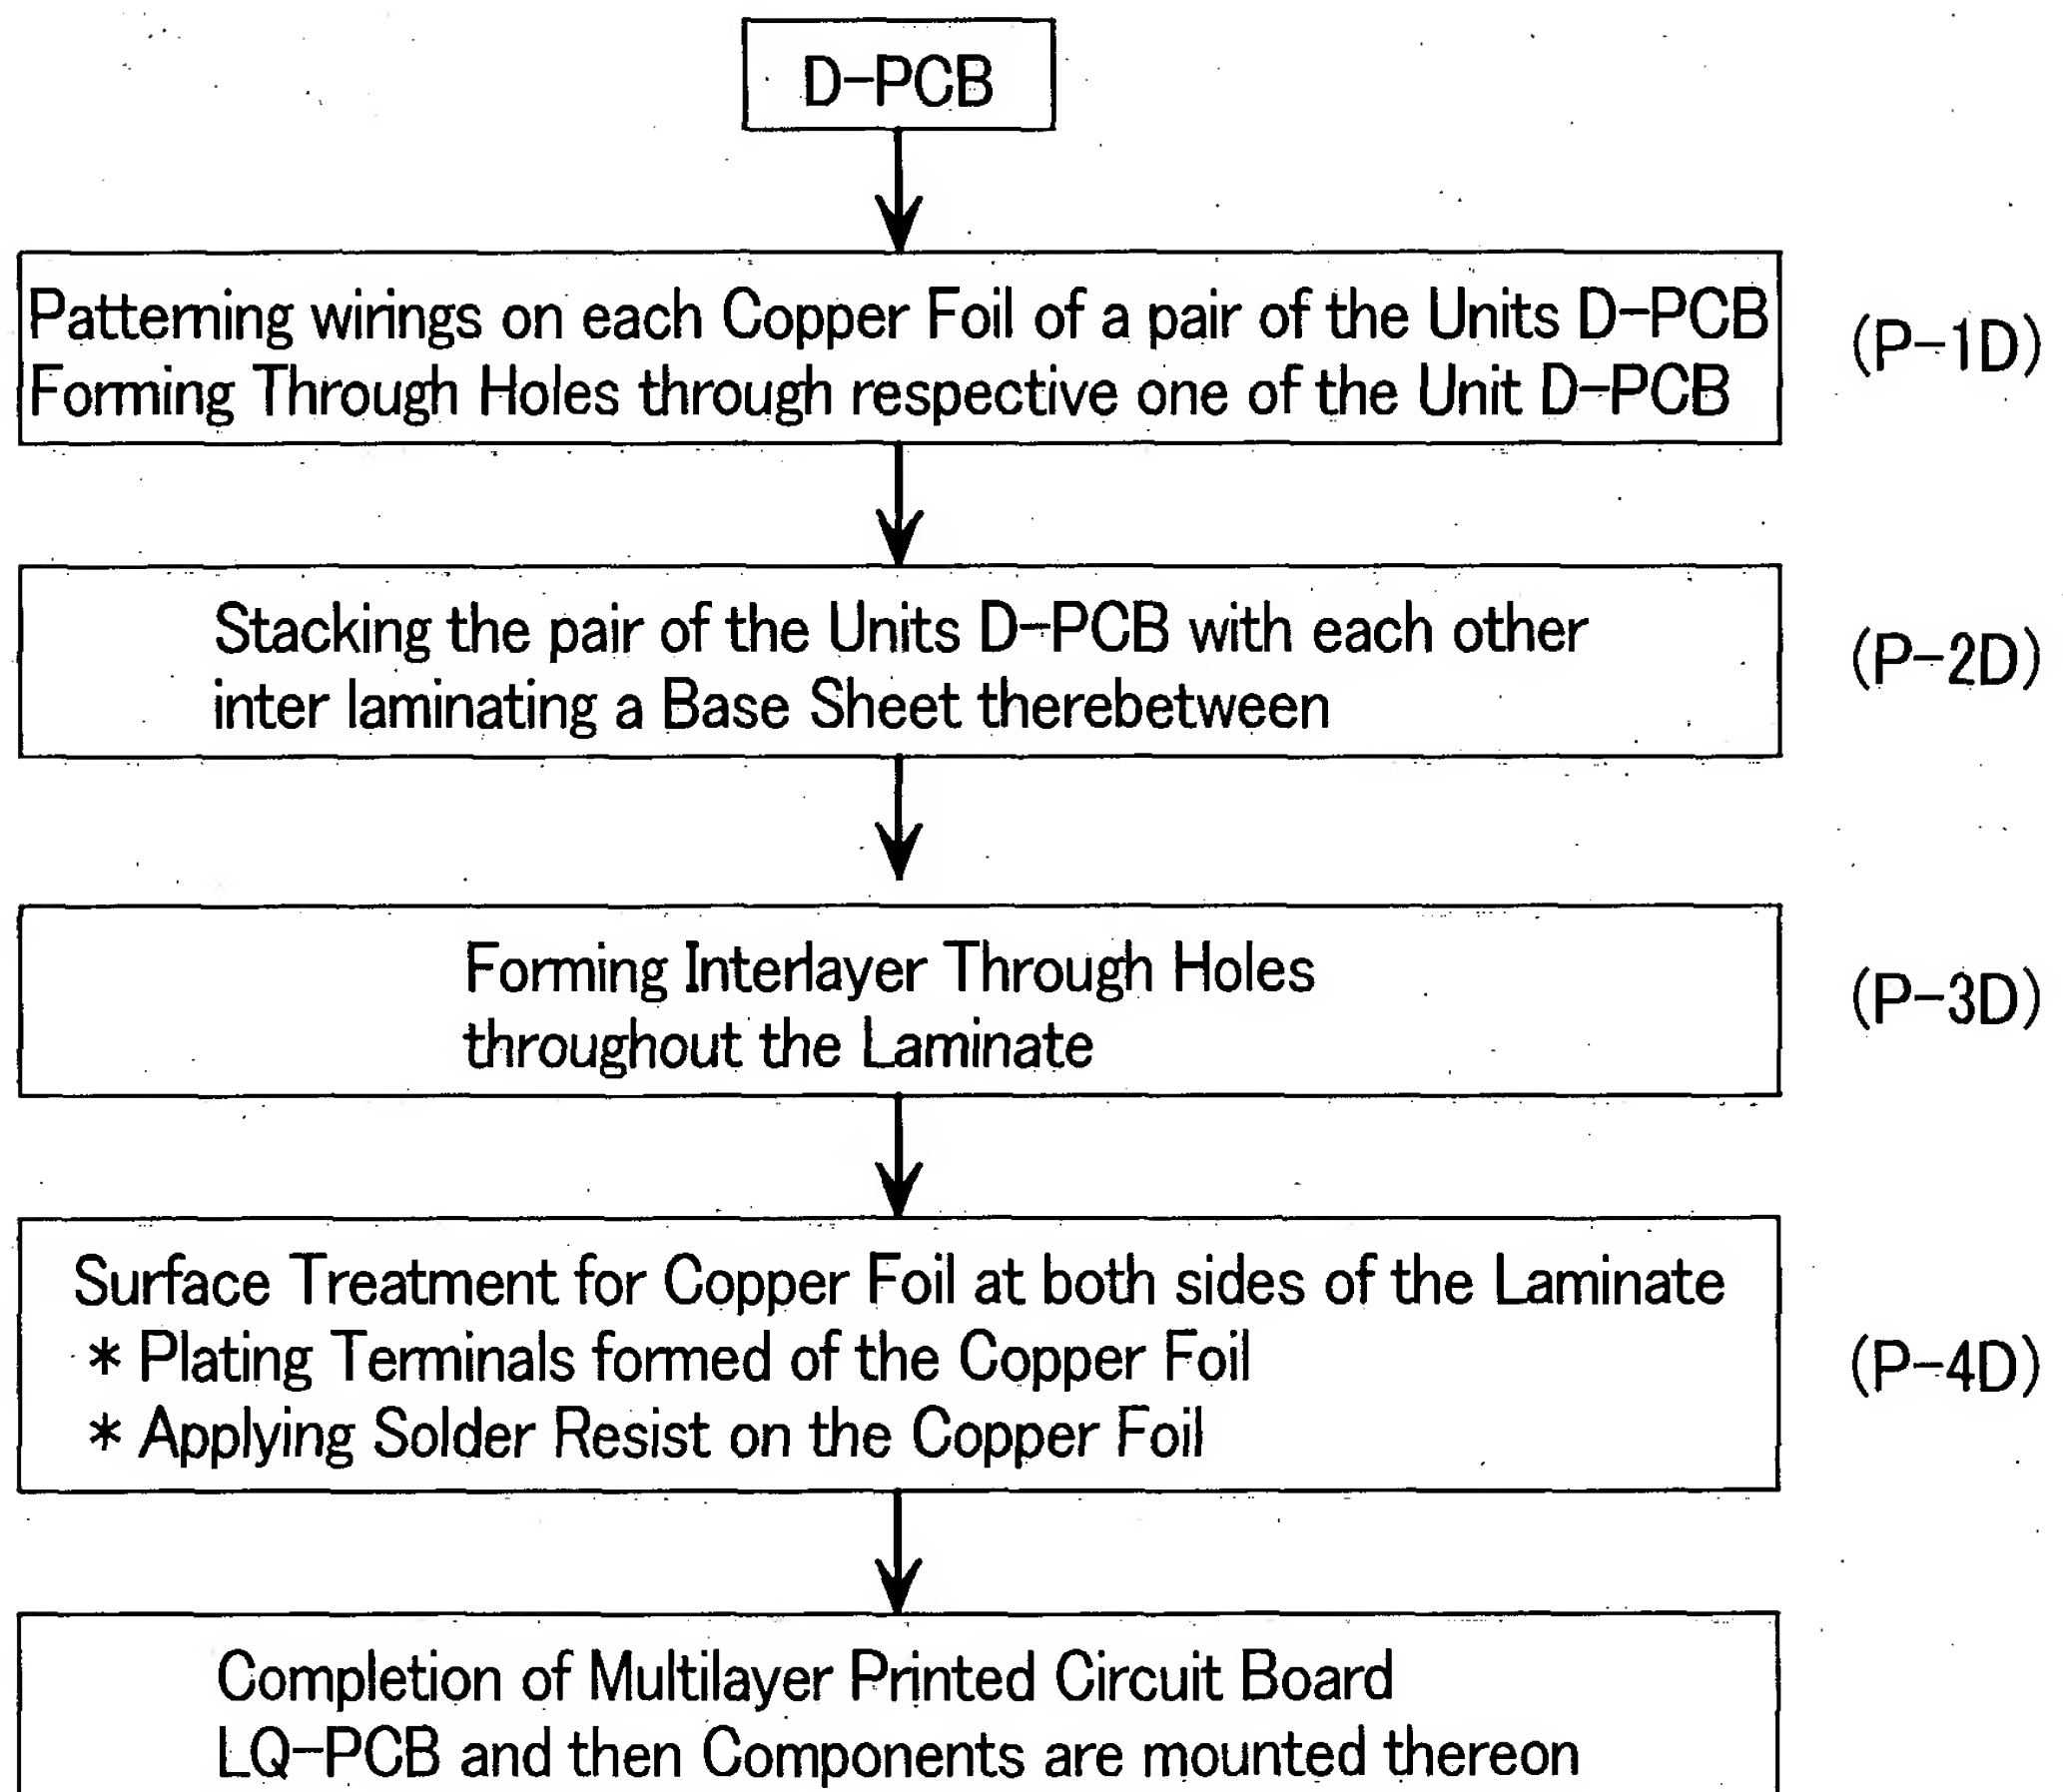 D-PCB
Patterning wirings on each Copper Foil of a pair of the Units D-PCB
Forming Through Holes through respective one of the Unit D-PCB
(P-1D)
Stacking the pair of the Units D-PCB with each other
inter laminating a Base Sheet therebetween
(P-2D)
Forming Interlayer Through Holes
throughout the Laminate
(P-3D)
Surface Treatment for Copper Foil at both sides of the Laminate
* Plating Terminals formed of the Copper Foil
* Applying Solder Resist on the Copper Foil
(P-4D)
Completion of Multilayer Printed Circuit Board
LQ-PCB and then Components are mounted thereon